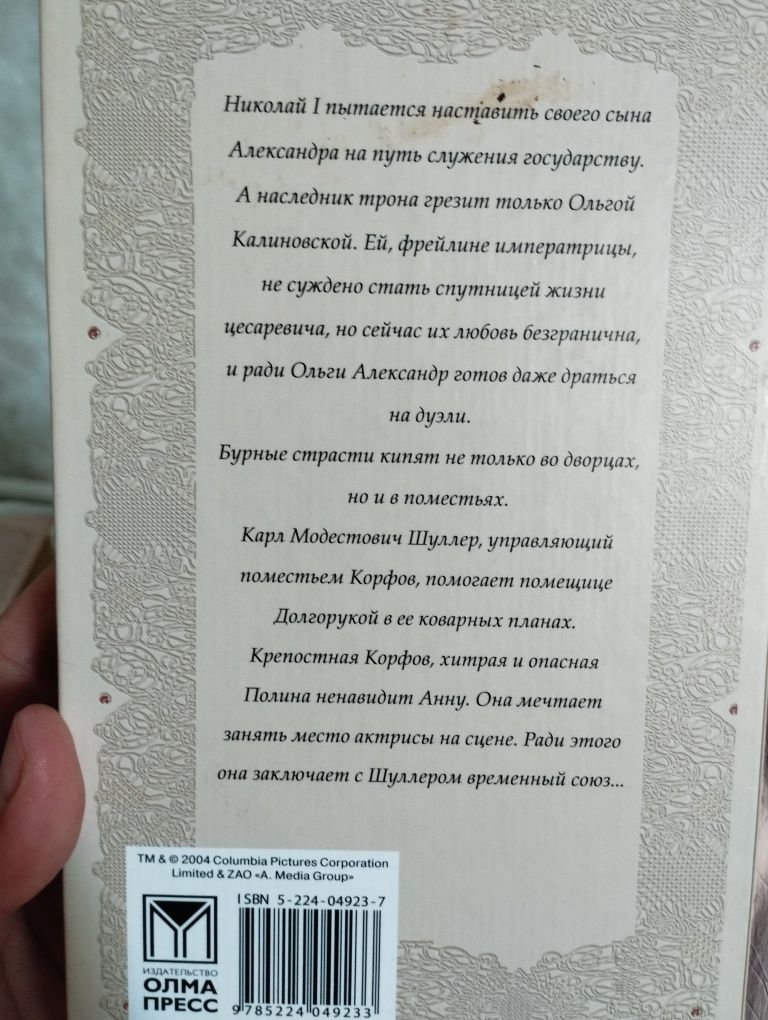 Николай I пытается наставить своего сына
Александра на путь служения государству.
А наследник трона грезит только Ольгой
Калиновской. Ей, фрейлине императрицы,
не суждено стать спутницей жизни
цесаревича, но сейчас их любовь безгранична,
и ради Ольги Александр готов даже драться
на дуэли.
Бурные страсти кипят не только во дворцах,
но и в поместьях.
Карл Модестович Шуллер, управляющий
поместьем Корфов, помогает помещице
Долгорукой в ее коварных планах.
Крепостная Корфов, хитрая и опасная
Полина ненавидит Анну. Она мечтает
занять место актрисы на сцене. Ради этого
она заключает с Шуллером временный союз...
TM & © 2004 Columbia Pictures Corporation
Limited & ZAO «A. Media Group»
ISBN 5-224-04923-7
ИЗДАТЕЛЬСТВО
ОЛМА
ПРЕСС
9785224049233